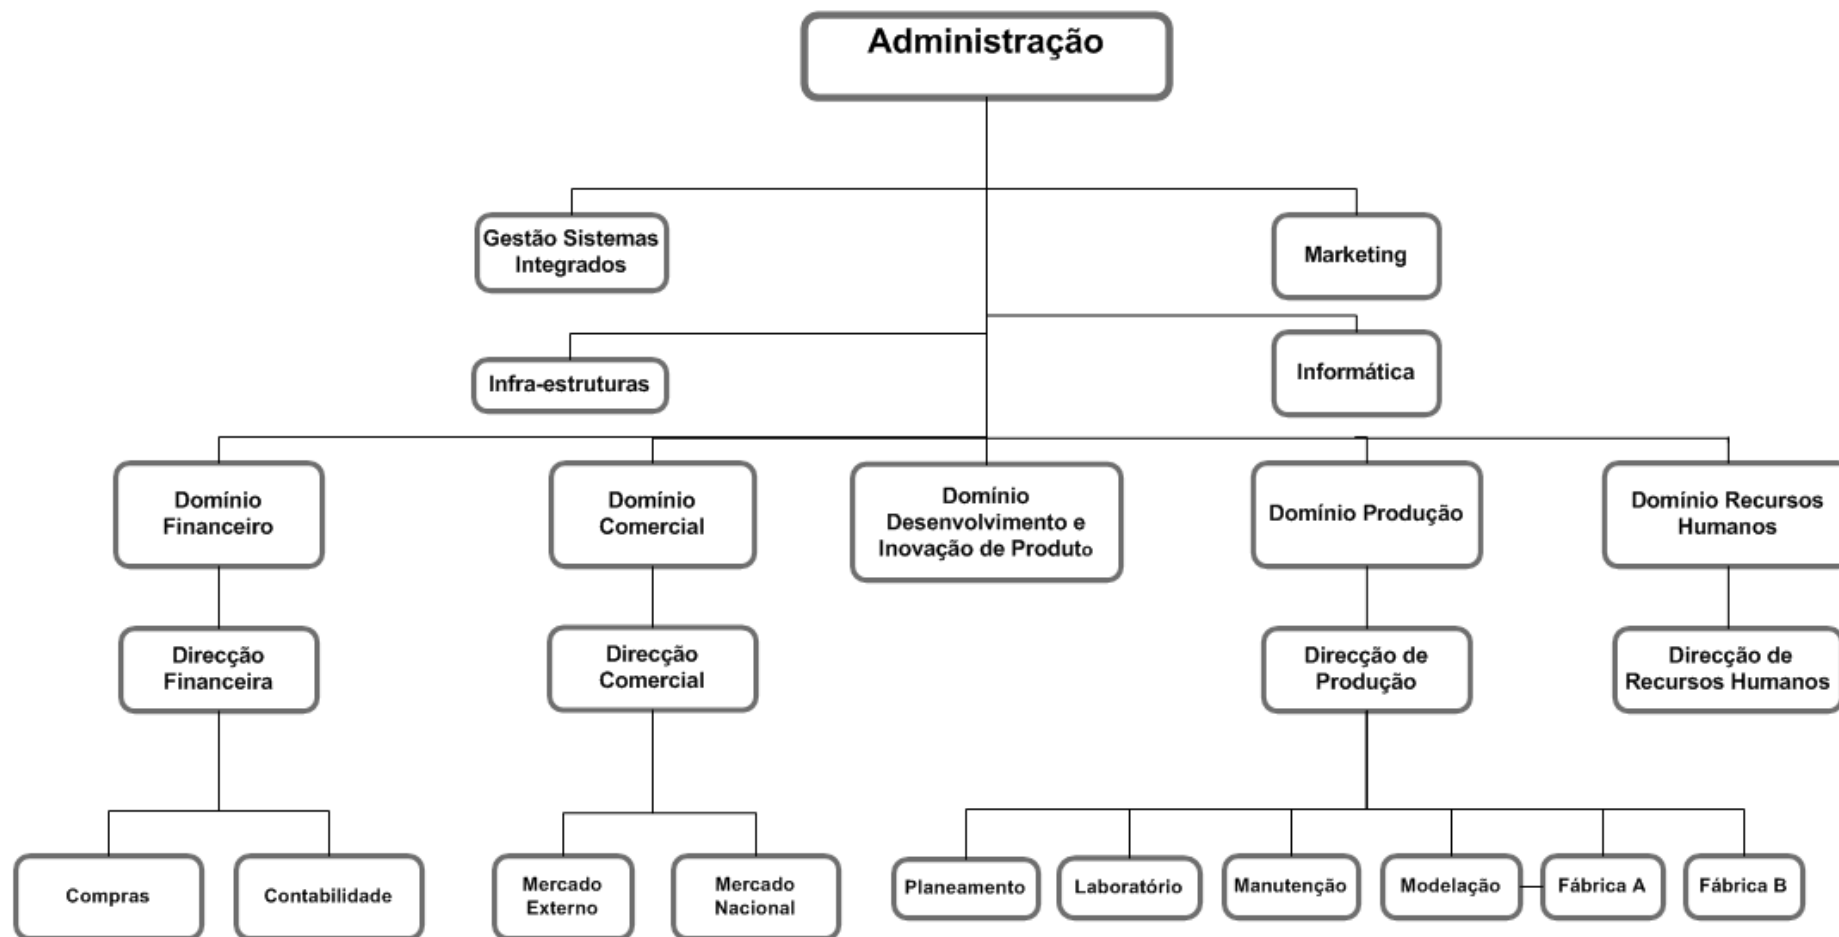 Administração
Gestão Sistemas
Integrados
Marketing
Infra-estruturas
Informática
Domínio
Financeiro
Domínio
Comercial
Domínio
Desenvolvimento e
Inovação de Produto
Domínio Produção
Domínio Recursos
Humanos
Direcção
Financeira
Direcção
Comercial
Direcção de
Produção
Direcção de
Recursos Humanos
Compras
Contabilidade
Mercado
Externo
Mercado
Nacional
Planeamento
Laboratório
Manutenção
Modelação
Fábrica A
Fábrica B